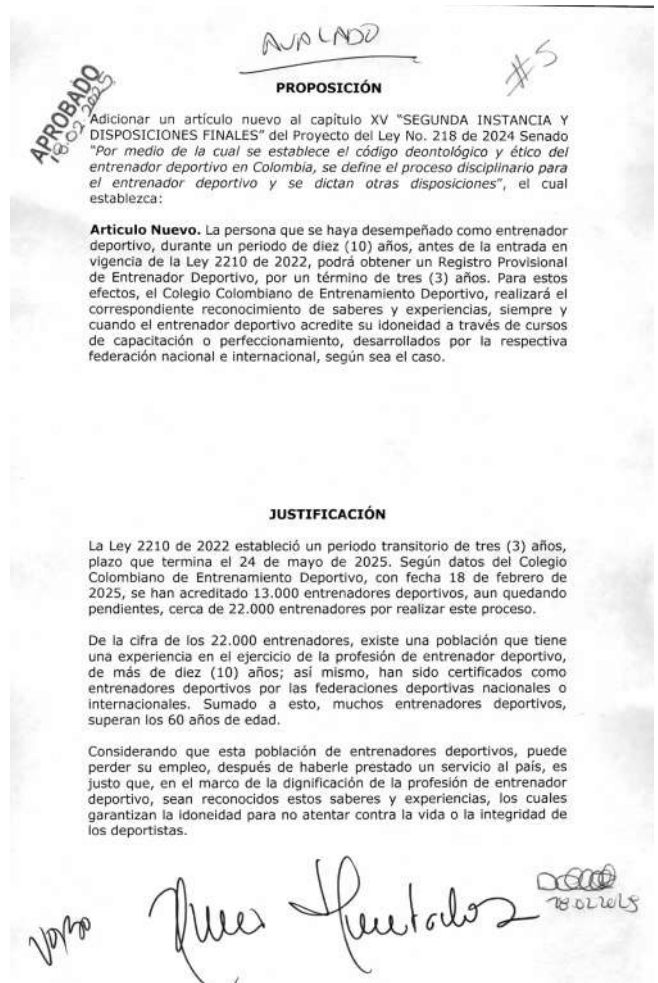 AVALADO
#5
APROBADO
18.02.2025
PROPOSICIÓN
Adicionar un artículo nuevo al capítulo XV “SEGUNDA INSTANCIA Y
DISPOSICIONES FINALES” del Proyecto del Ley No. 218 de 2024 Senado
“Por medio de la cual se establece el código deontológico y ético del
entrenador deportivo en Colombia, se define el proceso disciplinario para
el entrenador deportivo y se dictan otras disposiciones”, el cual
establezca:
Articulo Nuevo. La persona que se haya desempeñado como entrenador
deportivo, durante un periodo de diez (10) años, antes de la entrada en
vigencia de la Ley 2210 de 2022, podrá obtener un Registro Provisional
de Entrenador Deportivo, por un término de tres (3) años. Para estos
efectos, el Colegio Colombiano de Entrenamiento Deportivo, realizará el
correspondiente reconocimiento de saberes y experiencias, siempre y
cuando el entrenador deportivo acredite su idoneidad a través de cursos
de capacitación o perfeccionamiento, desarrollados por la respectiva
federación nacional e internacional, según sea el caso.
JUSTIFICACIÓN
La Ley 2210 de 2022 estableció un periodo transitorio de tres (3) años,
plazo que termina el 24 de mayo de 2025. Según datos del Colegio
Colombiano de Entrenamiento Deportivo, con fecha 18 de febrero de
2025, se han acreditado 13.000 entrenadores deportivos, aun quedando
pendientes, cerca de 22.000 entrenadores por realizar este proceso.
De la cifra de los 22.000 entrenadores, existe una población que tiene
una experiencia en el ejercicio de la profesión de entrenador deportivo,
de más de diez (10) años; así mismo, han sido certificados como
entrenadores deportivos por las federaciones deportivas nacionales o
internacionales. Sumado a esto, muchos entrenadores deportivos,
superan los 60 años de edad.
Considerando que esta población de entrenadores deportivos, puede
perder su empleo, después de haberle prestado un servicio al país, es
justo que, en el marco de la dignificación de la profesión de entrenador
deportivo, sean reconocidos estos saberes y experiencias, los cuales
garantizan la idoneidad para no atentar contra la vida o la integridad de
los deportistas.